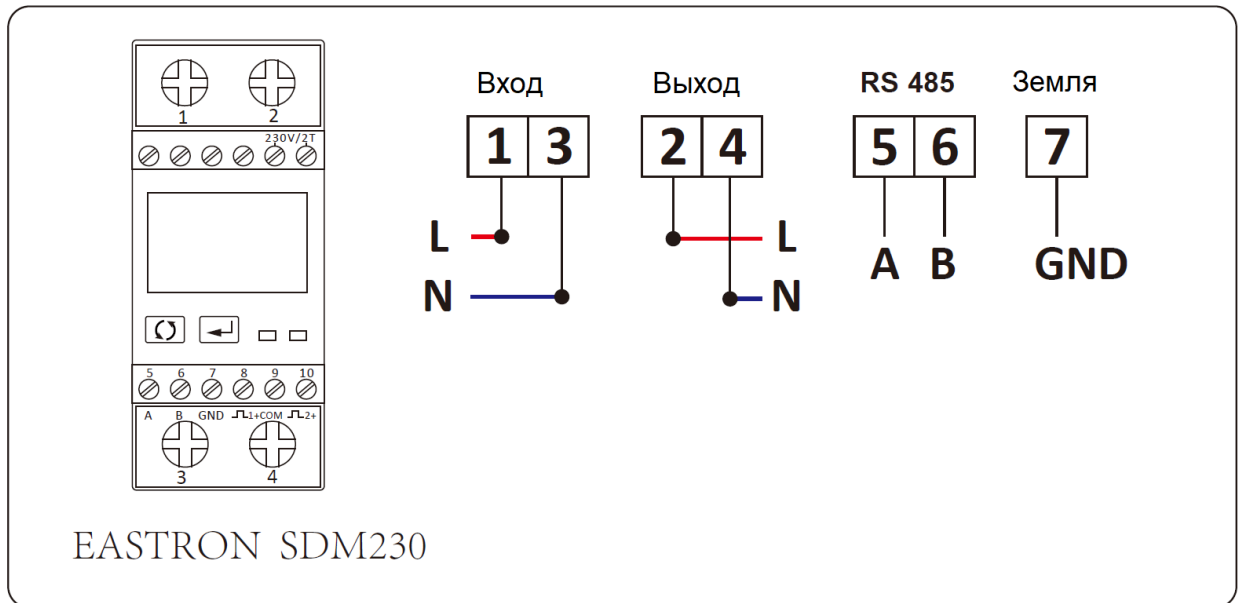 1 2
230V/2T
5 6 7 8 9 10
A B GND 1+COM 2+
3 4
EASTRON SDM230
Вход
1 3
L
N
Выход
2 4
L
N
RS 485
5 6
A B
Земля
7
GND